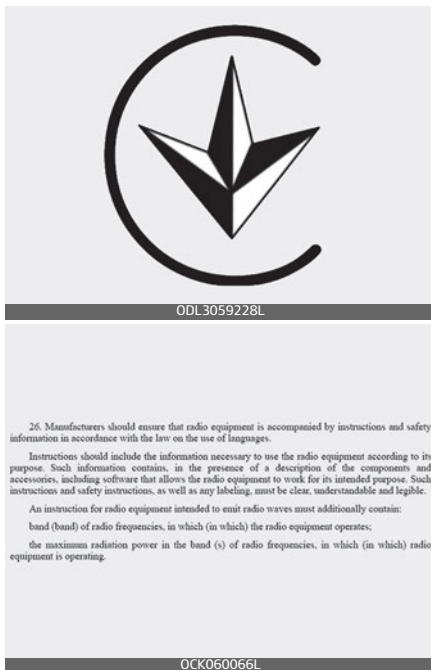 ODL3059228L
26. Manufacturers should ensure that radio equipment is accompanied by instructions and safety
information in accordance with the law on the use of languages.
Instructions should include the information necessary to use the radio equipment according to its
purpose. Such information contains, in the presence of a description of the components and
accessories, including software that allows the radio equipment to work for its intended purpose. Such
instructions and safety instructions, as well as any labeling, must be clear, understandable and legible.
An instruction for radio equipment intended to emit radio waves must additionally contain:
band (band) of radio frequencies, in which (in which) the radio equipment operates;
the maximum radiation power in the band (s) of radio frequencies, in which (in which) radio
equipment is operating.
OCK060066L